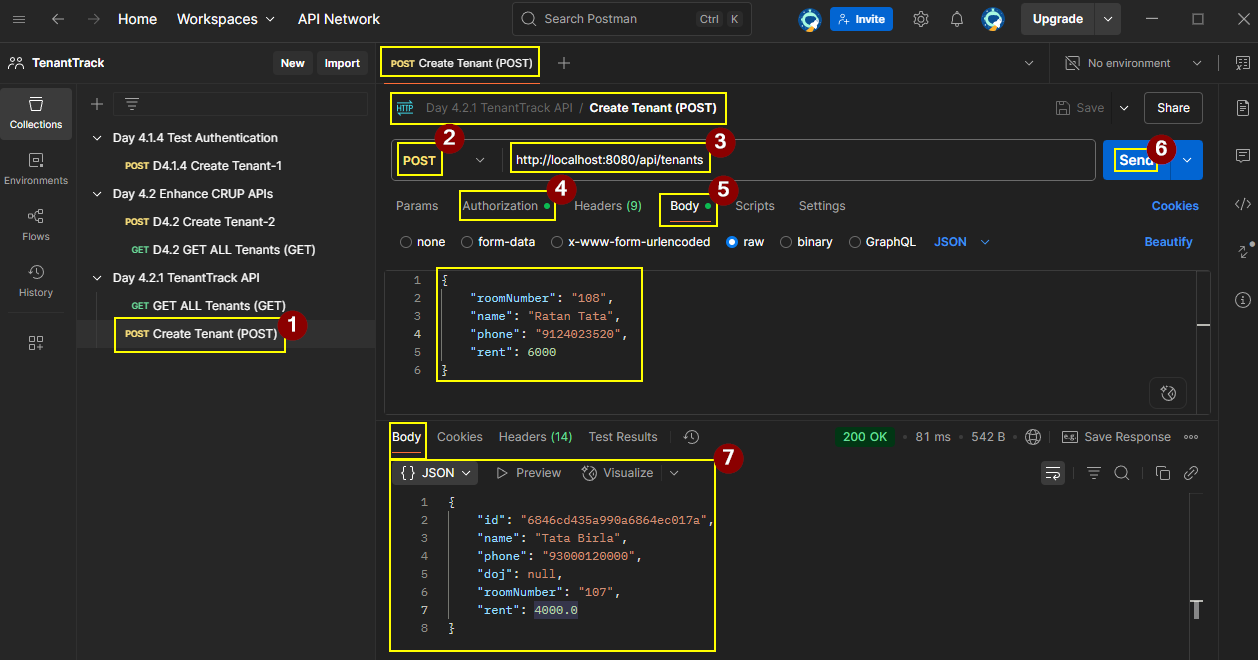 Home Workspaces API Network Search Postman Ctrl K Invite Upgrade
TenantTrack New Import POST Create Tenant (POST) No environment
Collections
Environments
Flows
History
Day 4.1.4 Test Authentication
POST D4.1.4 Create Tenant-1
Day 4.2 Enhance CRUP APIs
POST D4.2 Create Tenant-2
GET D4.2 GET ALL Tenants (GET)
Day 4.2.1 TenantTrack API
GET GET ALL Tenants (GET)
POST Create Tenant (POST) 1
HTTP Day 4.2.1 TenantTrack API / Create Tenant (POST) Save Share
POST 2 http://localhost:8080/api/tenants 3 Send 6
Params Authorization 4 Headers (9) Body 5 Scripts Settings Cookies
none form-data x-www-form-urlencoded raw binary GraphQL JSON Beautify
1 {
2 "roomNumber": "108",
3 "name": "Ratan Tata",
4 "phone": "9124023520",
5 "rent": 6000
6 }
Body Cookies Headers (14) Test Results 200 OK • 81 ms • 542 B • e.g. Save Response
{} JSON Preview Visualize 7
1 {
2 "id": "6846cd435a990a6864ec017a",
3 "name": "Tata Birla",
4 "phone": "93000120000",
5 "doj": null,
6 "roomNumber": "107",
7 "rent": 4000.0
8 }